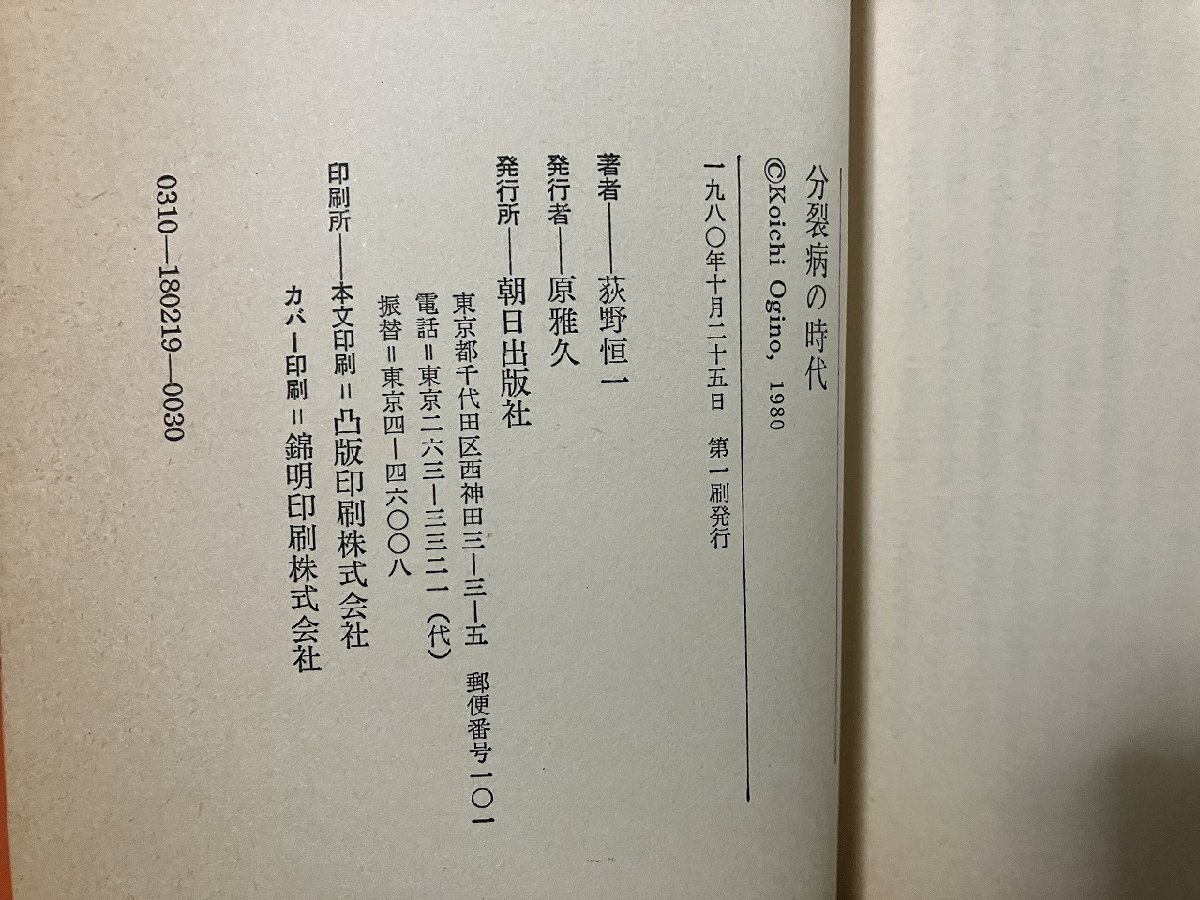 分裂病の時代
©Koichi Ogino, 1980
一九八〇年十月二十五日 第一刷発行
著者——荻野恒一
発行者——原雅久
発行所——朝日出版社
東京都千代田区西神田三—三—五 郵便番号一〇一
電話＝東京二六三—三三二一（代）
振替＝東京四—四六〇〇八
印刷所——本文印刷＝凸版印刷株式会社
カバー印刷＝錦明印刷株式会社
0310—180219—0030